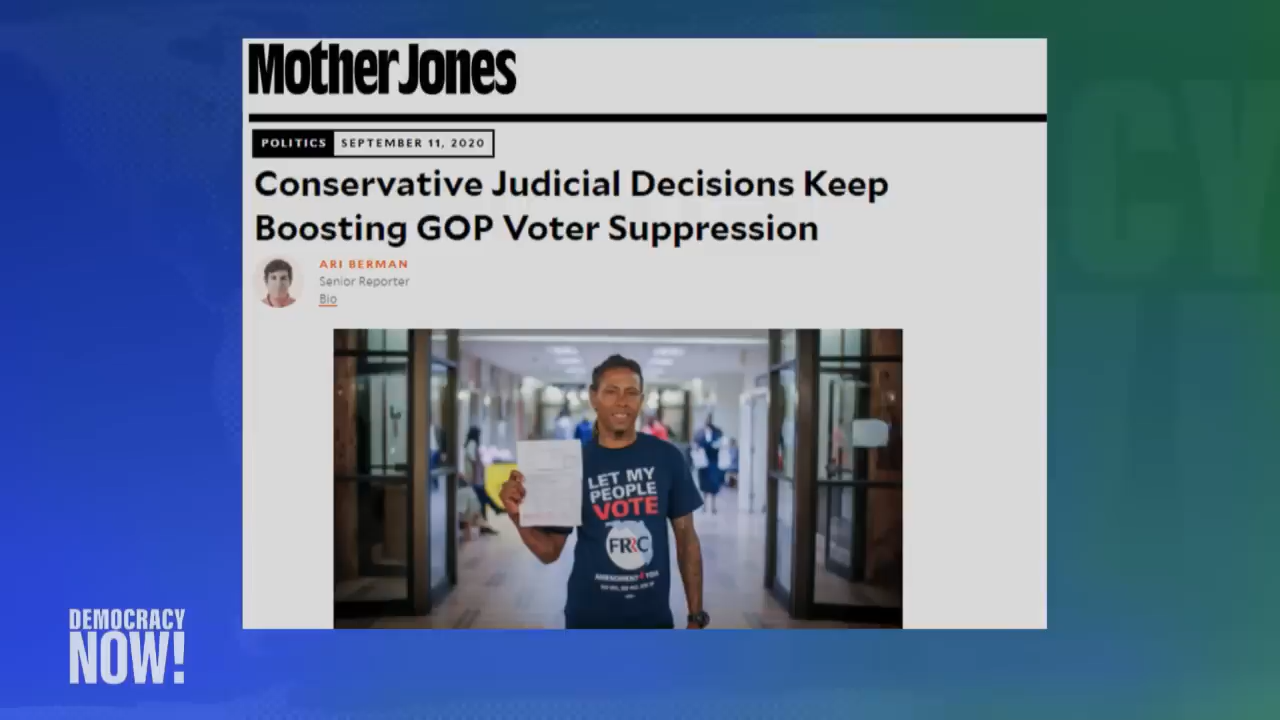 Mother Jones
POLITICS SEPTEMBER 11, 2020
Conservative Judicial Decisions Keep
Boosting GOP Voter Suppression
ARI BERMAN
Senior Reporter
Bio
LET MY
PEOPLE
VOTE
FRRC
DEMOCRACY
NOW!
CY